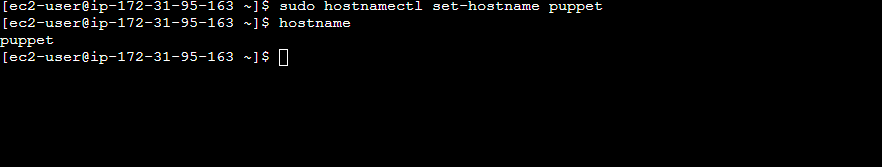 [ec2-user@ip-172-31-95-163 ~]$ sudo hostnamectl set-hostname puppet
[ec2-user@ip-172-31-95-163 ~]$ hostname
puppet
[ec2-user@ip-172-31-95-163 ~]$